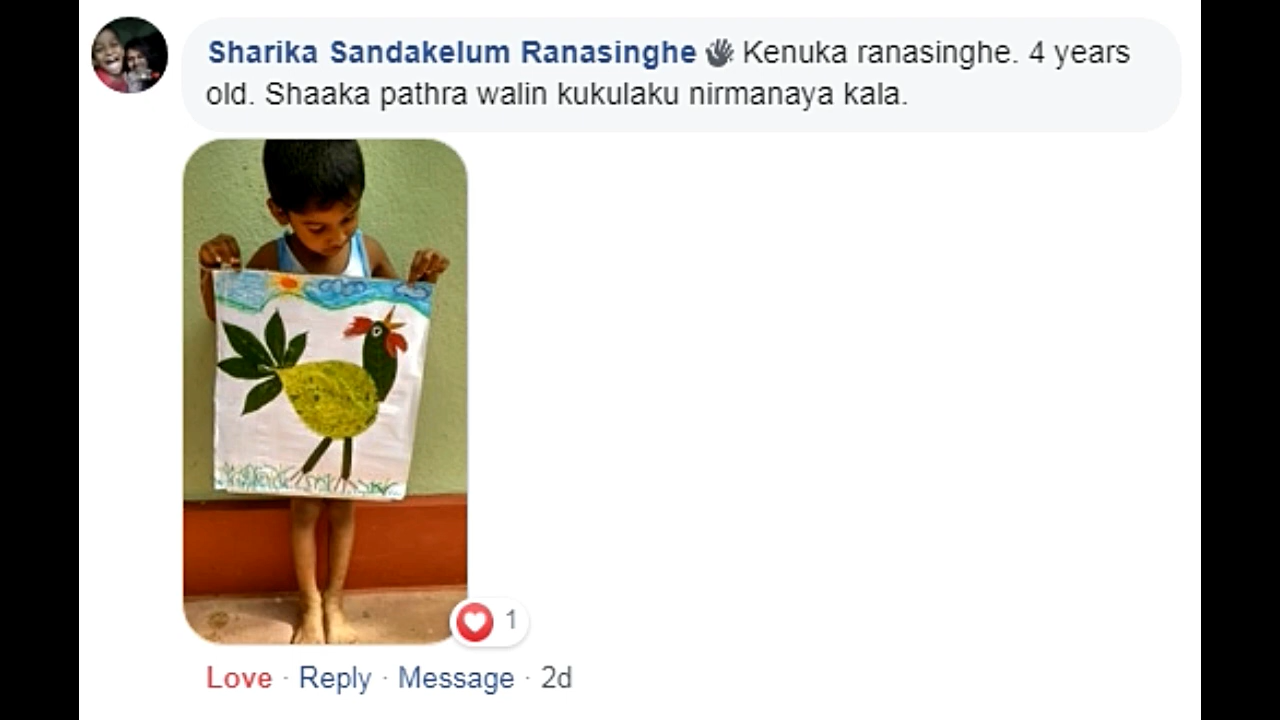 Sharika Sandakelum Ranasinghe 👋 Kenuka ranasinghe. 4 years
old. Shaaka pathra walin kukulaku nirmanaya kala.
1
Love · Reply · Message · 2d